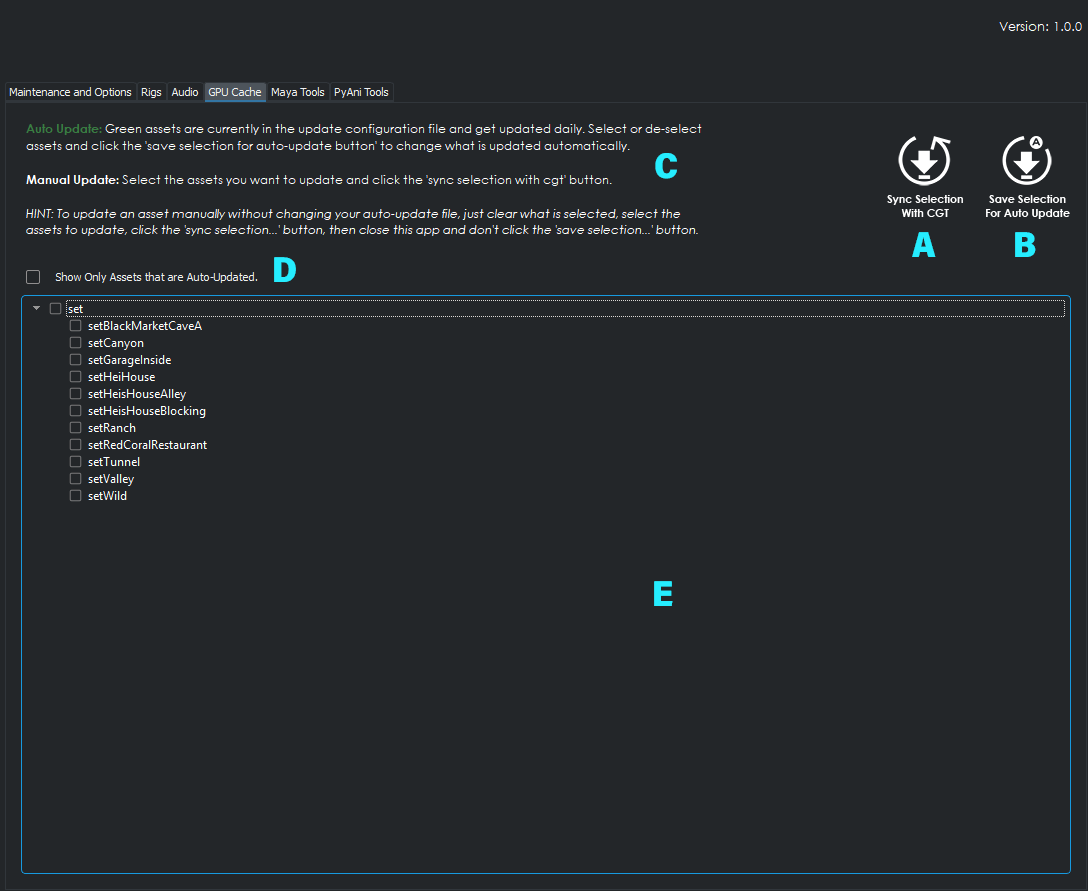 Version: 1.0.0
Maintenance and Options Rigs Audio GPU Cache Maya Tools PyAni Tools
Auto Update: Green assets are currently in the update configuration file and get updated daily. Select or de-select
assets and click the 'save selection for auto-update button' to change what is updated automatically.
C
Manual Update: Select the assets you want to update and click the 'sync selection with cgt' button.
HINT: To update an asset manually without changing your auto-update file, just clear what is selected, select the
assets to update, click the 'sync selection...' button, then close this app and don't click the 'save selection...' button.
A
Sync Selection
With CGT
A
Save Selection
For Auto Update
B
Show Only Assets that are Auto-Updated.
D
set
setBlackMarketCaveA
setCanyon
setGarageInside
setHeiHouse
setHeisHouseAlley
setHeisHouseBlocking
setRanch
setRedCoralRestaurant
setTunnel
setValley
setWild
E